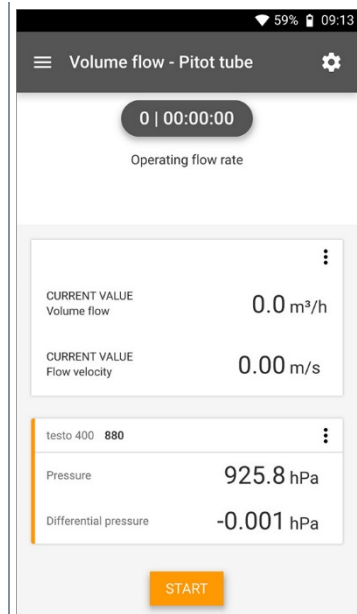 59% 09:13
Volume flow - Pitot tube
0 | 00:00:00
Operating flow rate
CURRENT VALUE
Volume flow
0.0 m³/h
CURRENT VALUE
Flow velocity
0.00 m/s
testo 400 880
Pressure
925.8 hPa
Differential pressure
-0.001 hPa
START